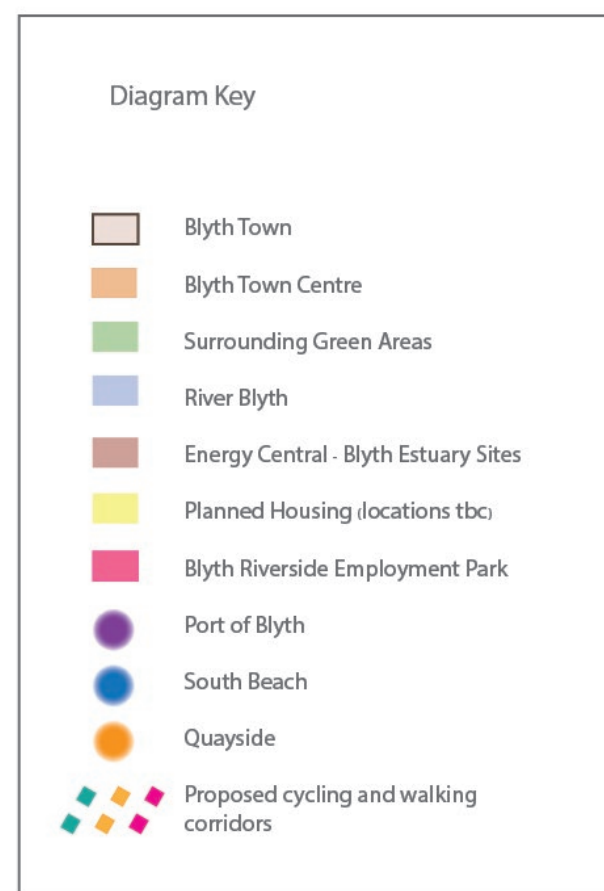 Diagram Key
Blyth Town
Blyth Town Centre
Surrounding Green Areas
River Blyth
Energy Central - Blyth Estuary Sites
Planned Housing (locations tbc)
Blyth Riverside Employment Park
Port of Blyth
South Beach
Quayside
Proposed cycling and walking
corridors